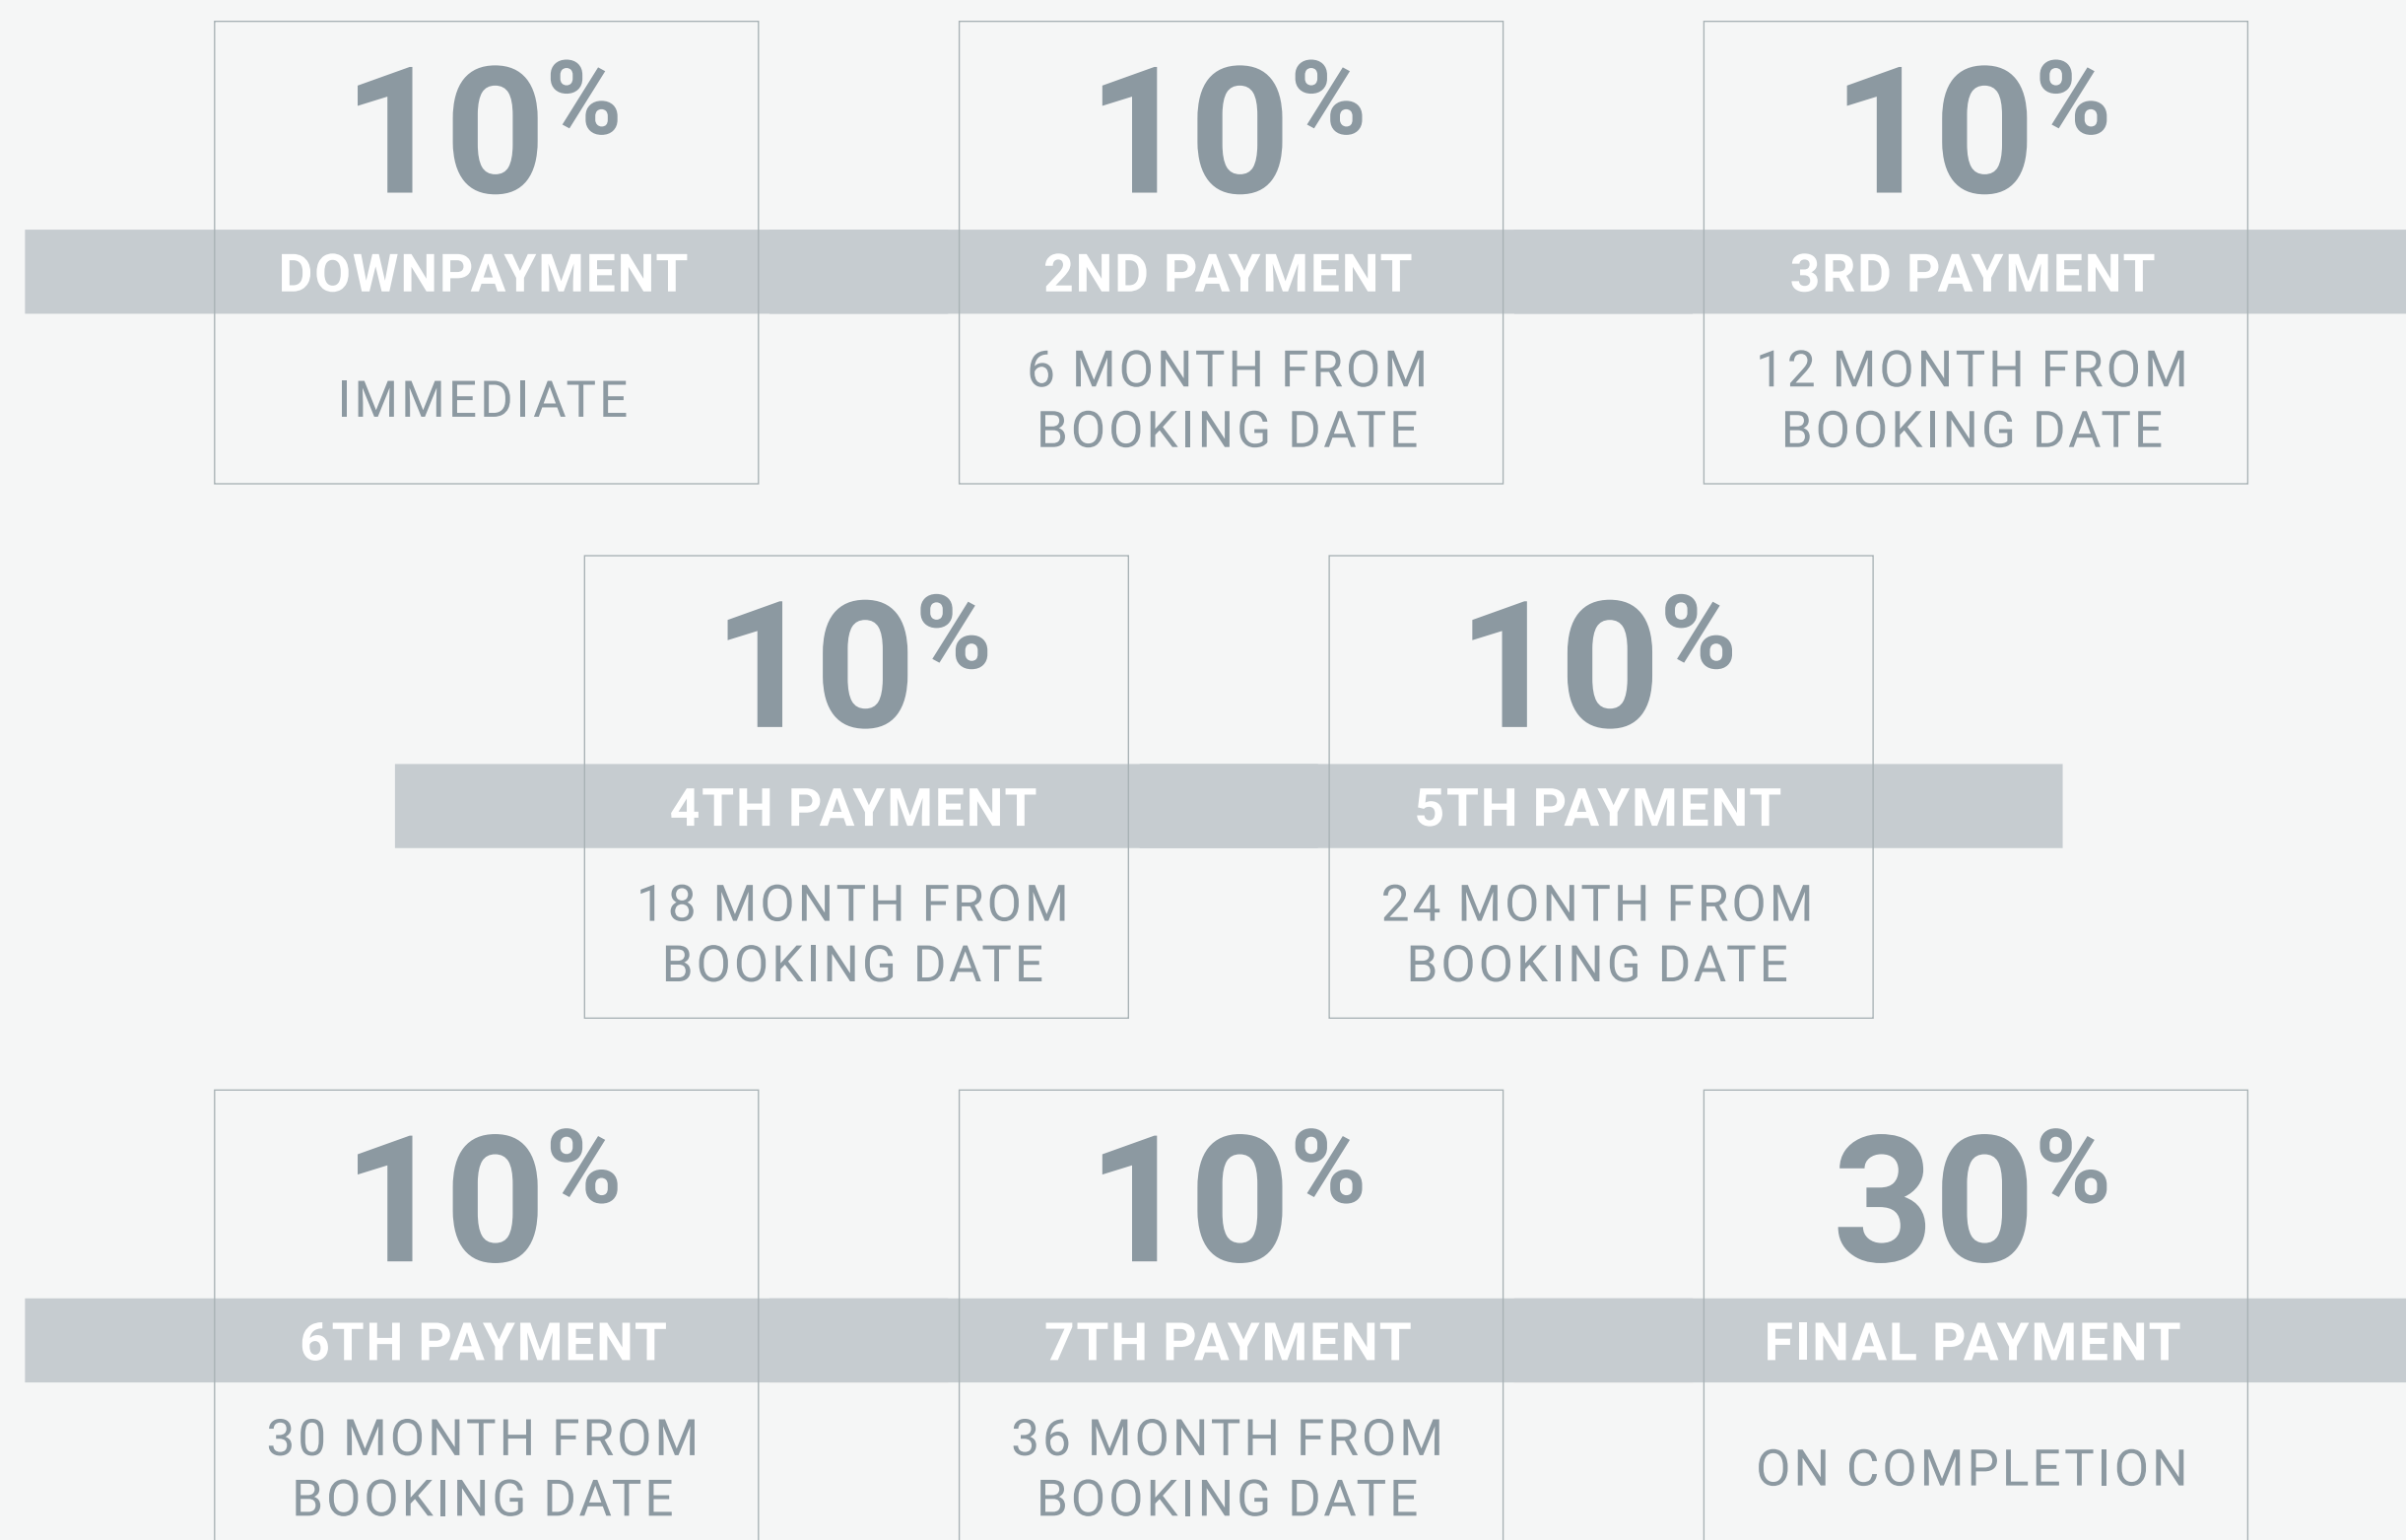 10%
DOWNPAYMENT
IMMEDIATE
10%
2ND PAYMENT
6 MONTH FROM
BOOKING DATE
10%
3RD PAYMENT
12 MONTH FROM
BOOKING DATE
10%
4TH PAYMENT
18 MONTH FROM
BOOKING DATE
10%
5TH PAYMENT
24 MONTH FROM
BOOKING DATE
10%
6TH PAYMENT
30 MONTH FROM
BOOKING DATE
10%
7TH PAYMENT
36 MONTH FROM
BOOKING DATE
30%
FINAL PAYMENT
ON COMPLETION